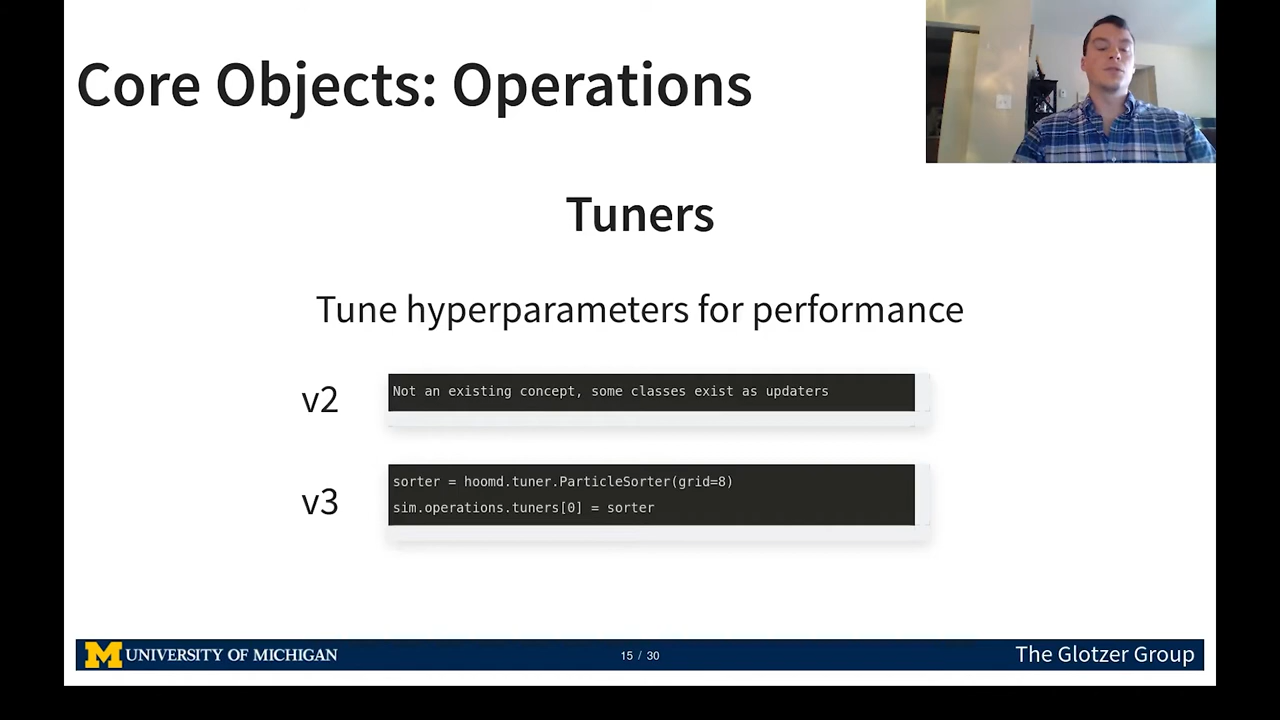 Core Objects: Operations
Tuners
Tune hyperparameters for performance
v2
Not an existing concept, some classes exist as updaters
v3
sorter = hoomd.tuner.ParticleSorter(grid=8)
sim.operations.tuners[0] = sorter
M UNIVERSITY OF MICHIGAN
15 / 30
The Glotzer Group